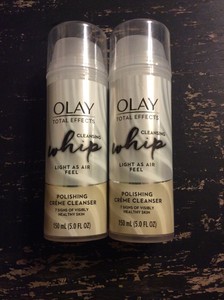 OLAY
TOTAL EFFECTS
CLEANSING
whip
LIGHT AS AIR
FEEL
POLISHING
CRÈME CLEANSER
7 SIGNS OF VISIBLY
HEALTHY SKIN
150 mL (5.0 FL OZ)
OLAY
TOTAL EFFECTS
CLEANSING
whip
LIGHT AS AIR
FEEL
POLISHING
CRÈME CLEANSER
7 SIGNS OF VISIBLY
HEALTHY SKIN
150 mL (5.0 FL OZ)